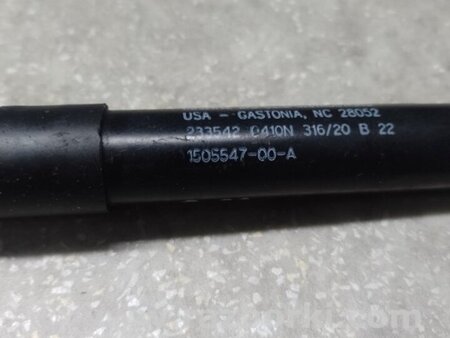 USA - GASTONIA, NC 28052
233542 0410N 316/20 B 22
1505547-00-A